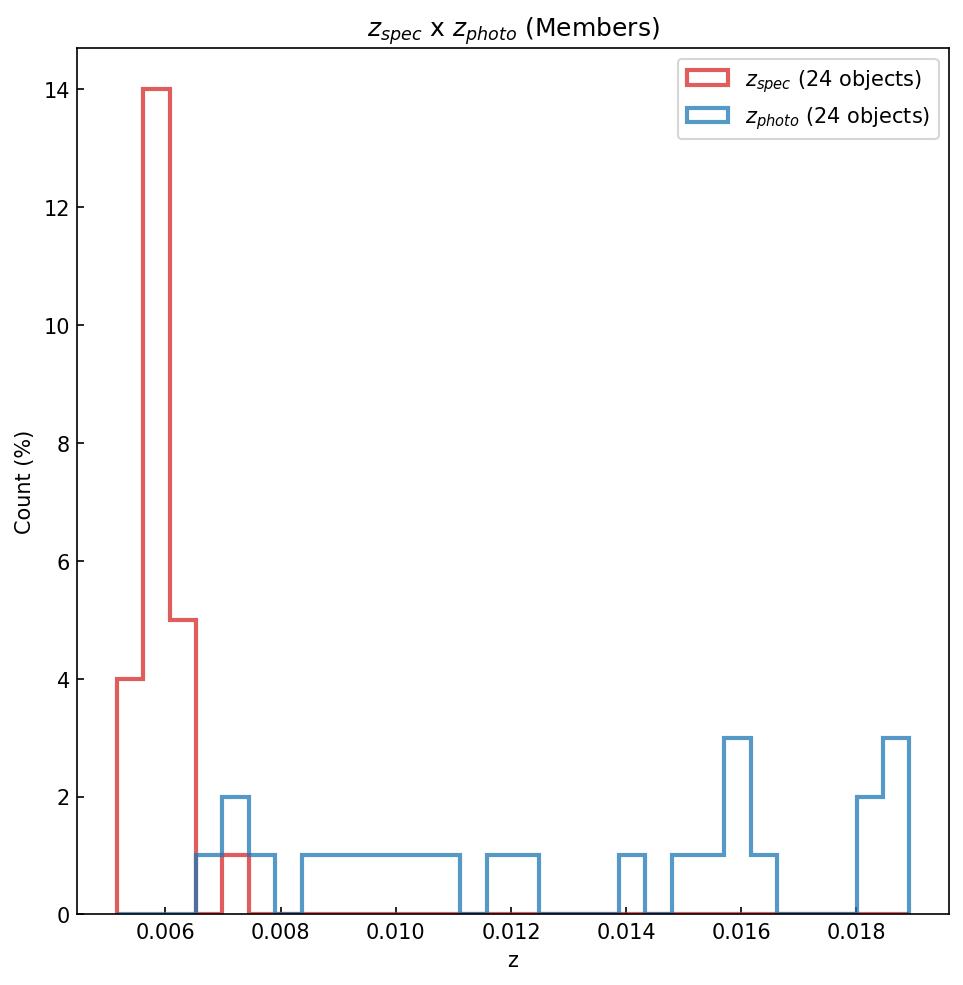 z_spec x z_photo (Members)
z_spec (24 objects)
z_photo (24 objects)
14
12
10
8
6
4
2
0
Count (%)
0.006 0.008 0.010 0.012 0.014 0.016 0.018
z